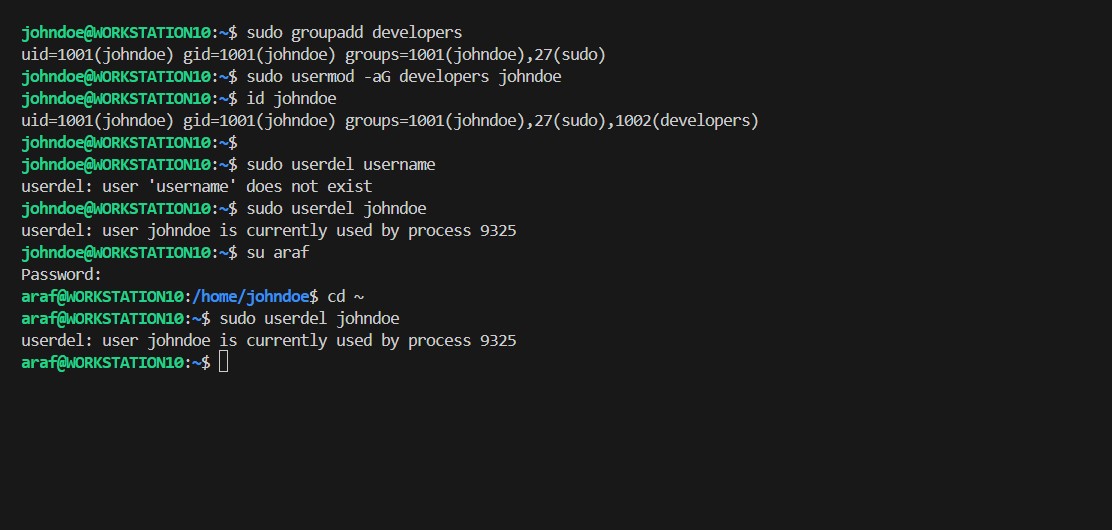 johndoe@WORKSTATION10:~$ sudo groupadd developers
uid=1001(johndoe) gid=1001(johndoe) groups=1001(johndoe),27(sudo)
johndoe@WORKSTATION10:~$ sudo usermod -aG developers johndoe
johndoe@WORKSTATION10:~$ id johndoe
uid=1001(johndoe) gid=1001(johndoe) groups=1001(johndoe),27(sudo),1002(developers)
johndoe@WORKSTATION10:~$
johndoe@WORKSTATION10:~$ sudo userdel username
userdel: user 'username' does not exist
johndoe@WORKSTATION10:~$ sudo userdel johndoe
userdel: user johndoe is currently used by process 9325
johndoe@WORKSTATION10:~$ su araf
Password:
araf@WORKSTATION10:/home/johndoe$ cd ~
araf@WORKSTATION10:~$ sudo userdel johndoe
userdel: user johndoe is currently used by process 9325
araf@WORKSTATION10:~$